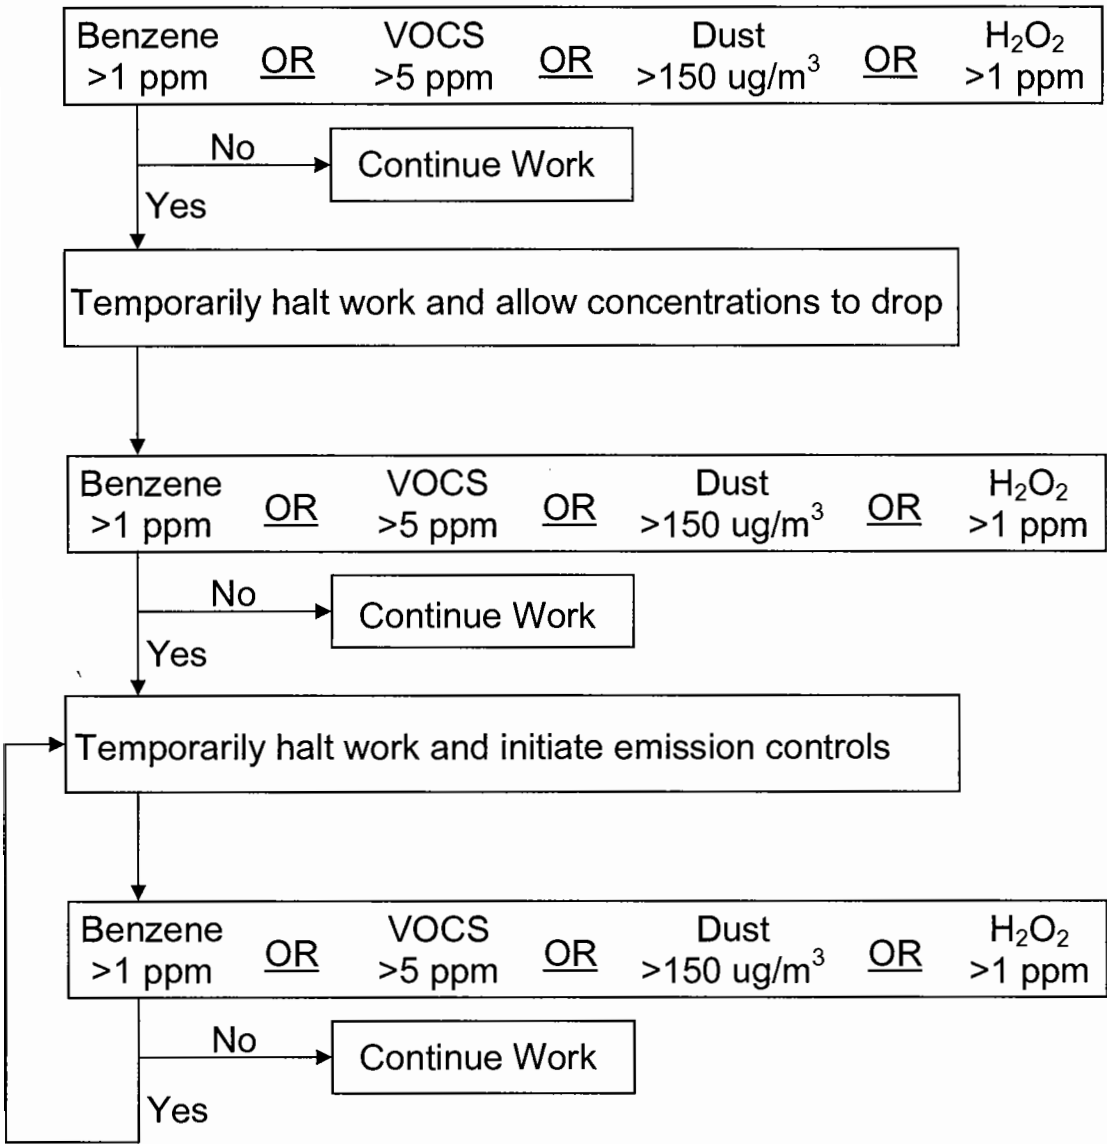 Benzene OR VOCS OR Dust OR H₂O₂
>1 ppm >5 ppm >150 ug/m³ >1 ppm
No
Continue Work
Yes
Temporarily halt work and allow concentrations to drop
Benzene OR VOCS OR Dust OR H₂O₂
>1 ppm >5 ppm >150 ug/m³ >1 ppm
No
Continue Work
Yes
Temporarily halt work and initiate emission controls
Benzene OR VOCS OR Dust OR H₂O₂
>1 ppm >5 ppm >150 ug/m³ >1 ppm
No
Continue Work
Yes